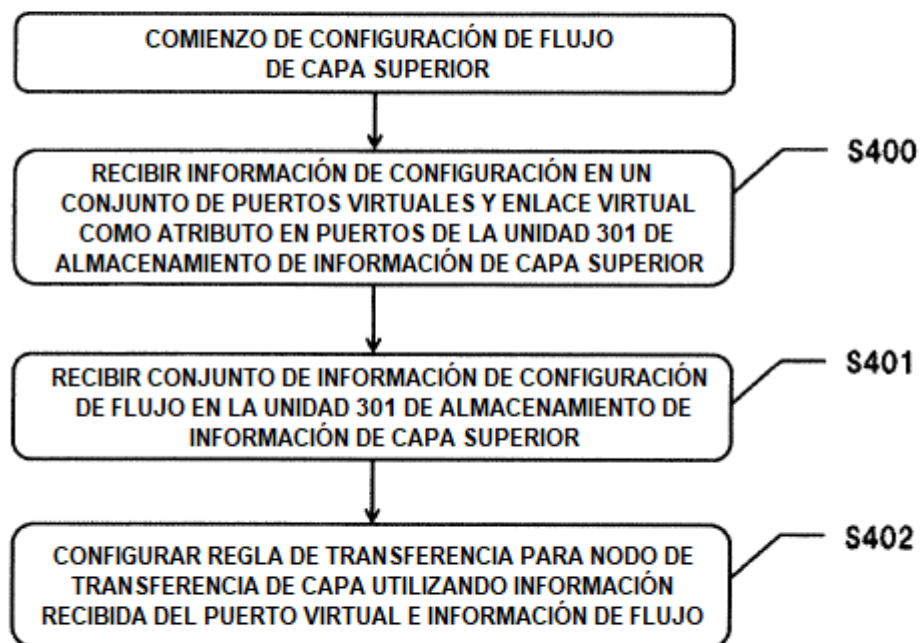 COMIENZO DE CONFIGURACIÓN DE FLUJO
DE CAPA SUPERIOR
S400
RECIBIR INFORMACIÓN DE CONFIGURACIÓN EN UN
CONJUNTO DE PUERTOS VIRTUALES Y ENLACE VIRTUAL
COMO ATRIBUTO EN PUERTOS DE LA UNIDAD 301 DE
ALMACENAMIENTO DE INFORMACIÓN DE CAPA SUPERIOR
S401
RECIBIR CONJUNTO DE INFORMACIÓN DE CONFIGURACIÓN
DE FLUJO EN LA UNIDAD 301 DE ALMACENAMIENTO DE
INFORMACIÓN DE CAPA SUPERIOR
S402
CONFIGURAR REGLA DE TRANSFERENCIA PARA NODO DE
TRANSFERENCIA DE CAPA UTILIZANDO INFORMACIÓN
RECIBIDA DEL PUERTO VIRTUAL E INFORMACIÓN DE FLUJO